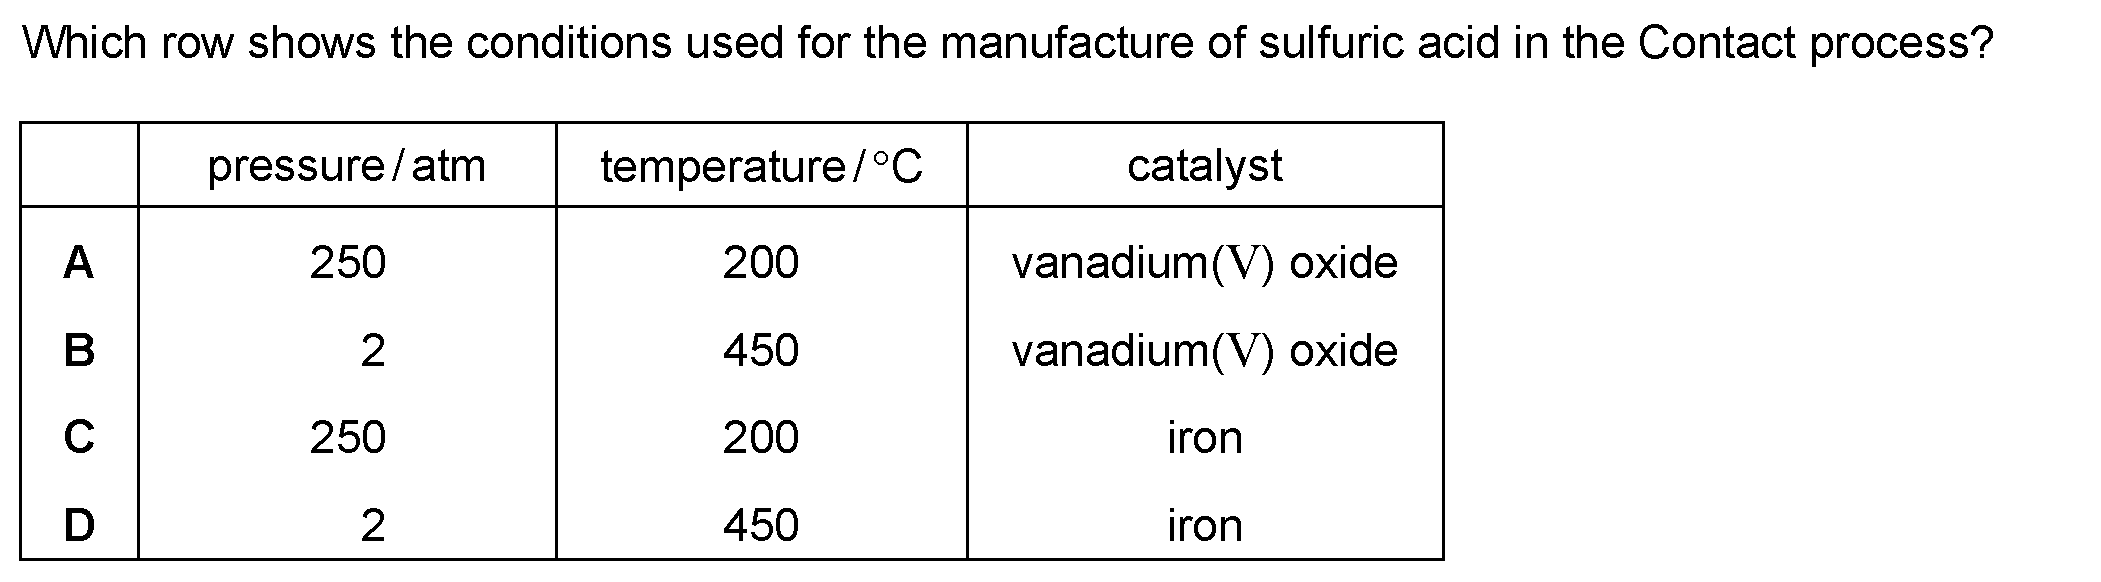 Which row shows the conditions used for the manufacture of sulfuric acid in the Contact process?
pressure / atm temperature / °C catalyst
A 250 200 vanadium(V) oxide
B 2 450 vanadium(V) oxide
C 250 200 iron
D 2 450 iron